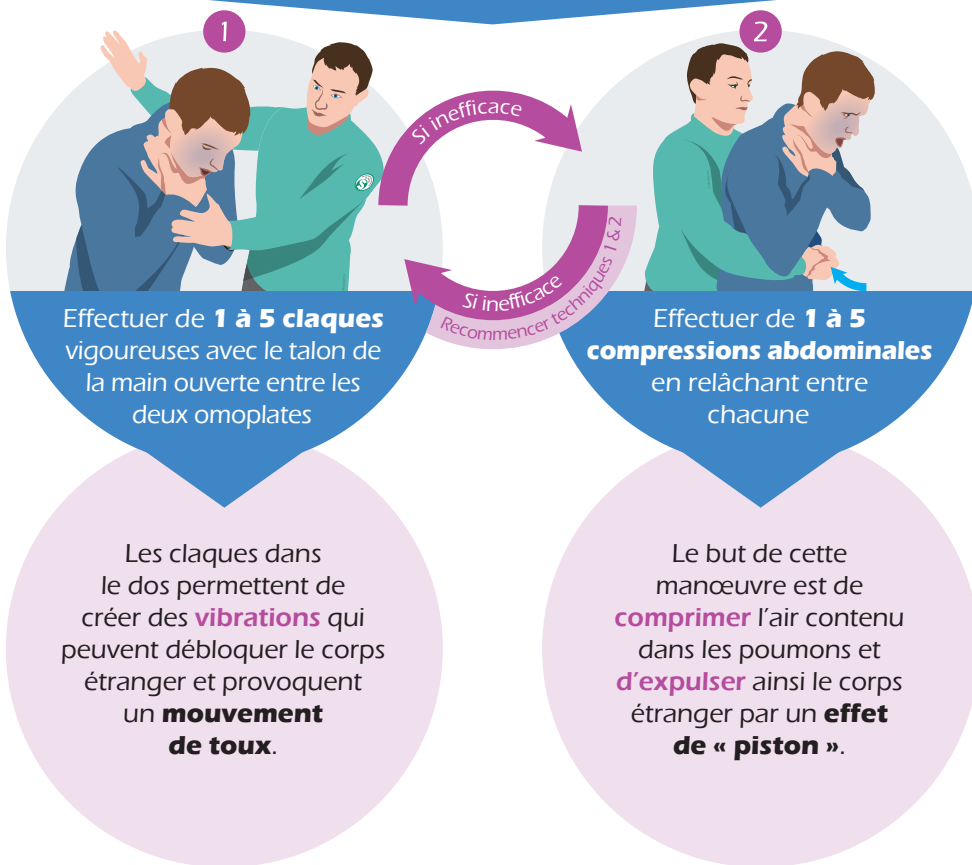 1
Effectuer de 1 à 5 claques
vigoureuses avec le talon de
la main ouverte entre les
deux omoplates
Les claques dans
le dos permettent de
créer des vibrations qui
peuvent débloquer le corps
étranger et provoquent
un mouvement
de toux.
Si inefficace
Si inefficace
Recommencer techniques 1 & 2
2
Effectuer de 1 à 5
compressions abdominales
en relâchant entre
chacune
Le but de cette
manœuvre est de
comprimer l’air contenu
dans les poumons et
d’expulser ainsi le corps
étranger par un effet
de « piston ».